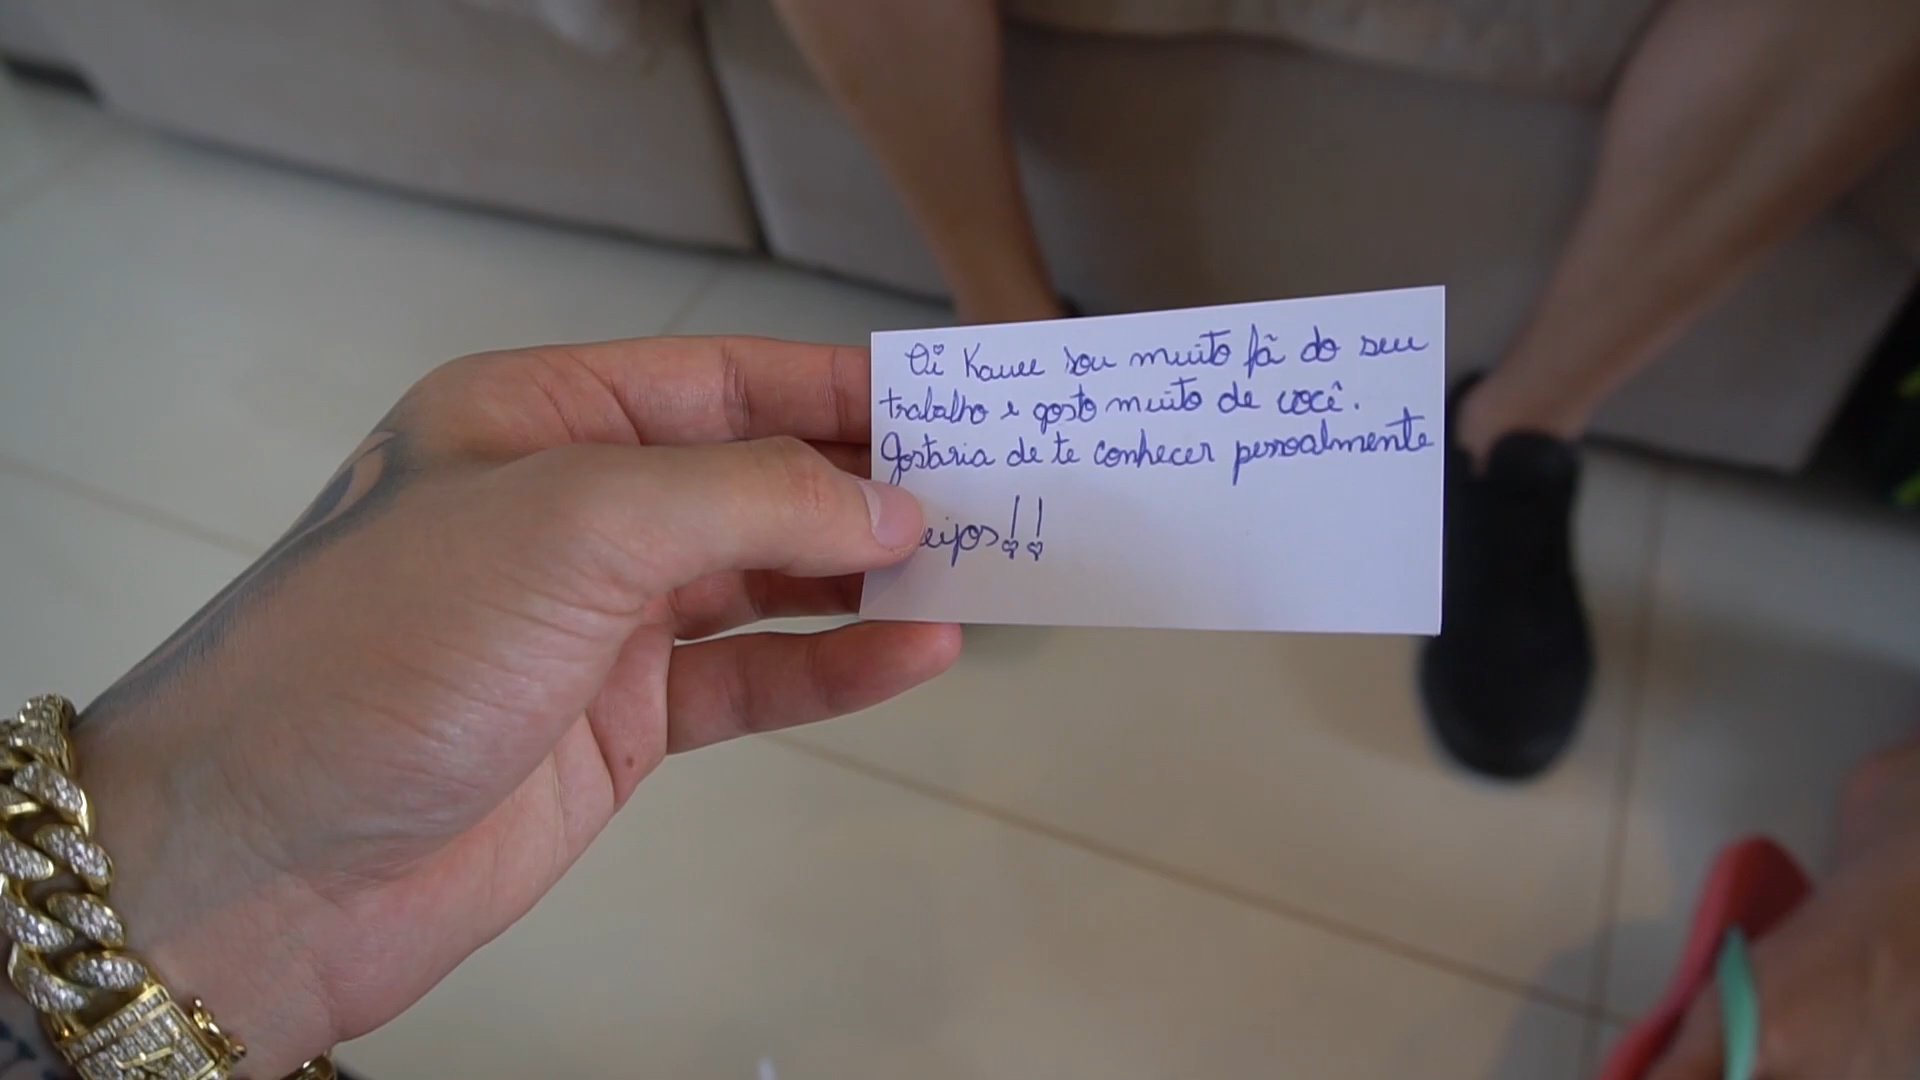 Oi Kauee sou muito fã do seu
trabalho e gosto muito de você.
Gostaria de te conhecer pessoalmente
eijos!!